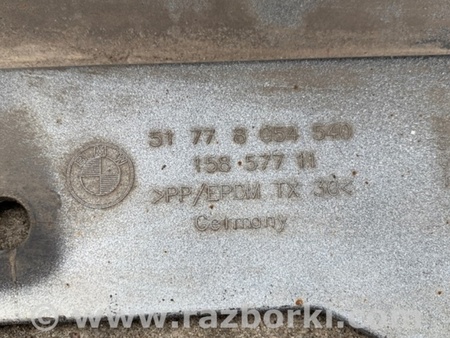 51 77 8 054 540
158 577 11
>PP/EPDM TX 30<
Germany
© www.razborki.com